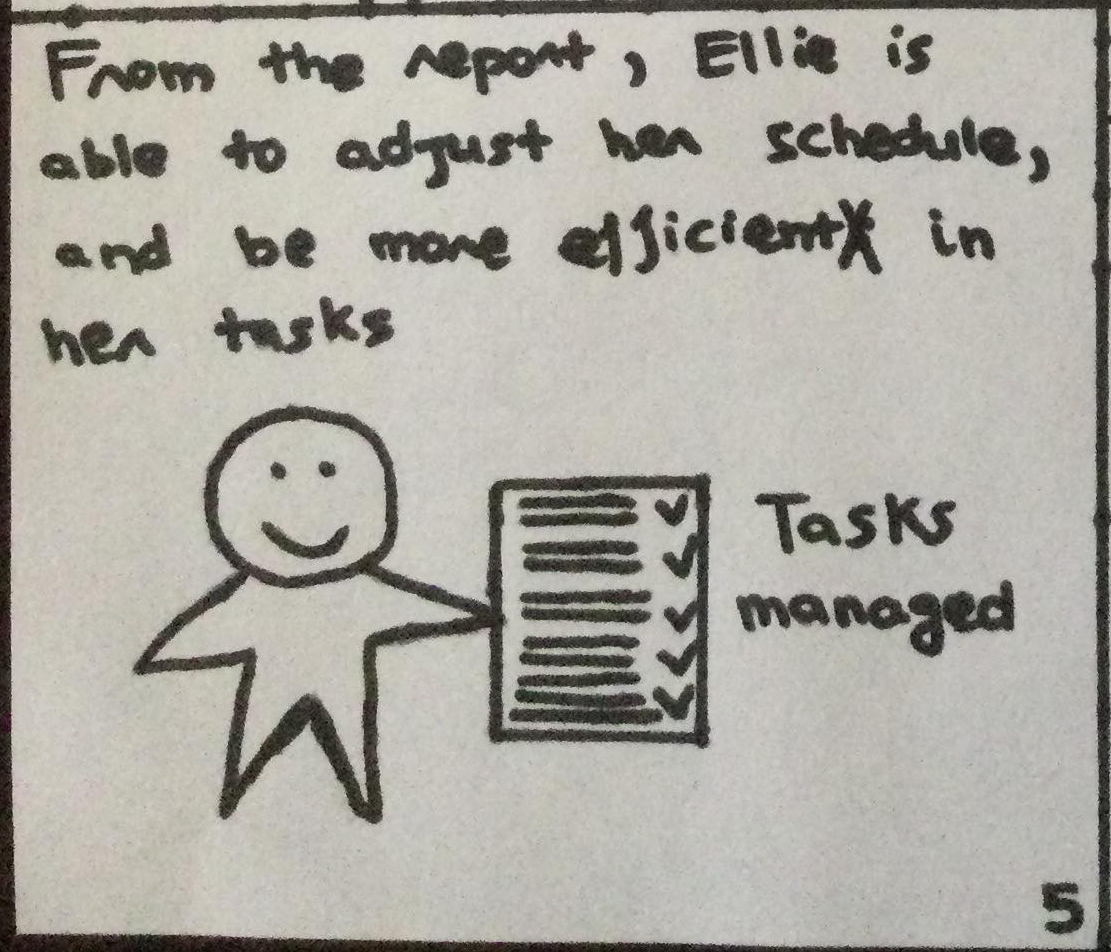 From the report, Ellie is
able to adjust her schedule,
and be more efficient in
her tasks
Tasks
managed
5